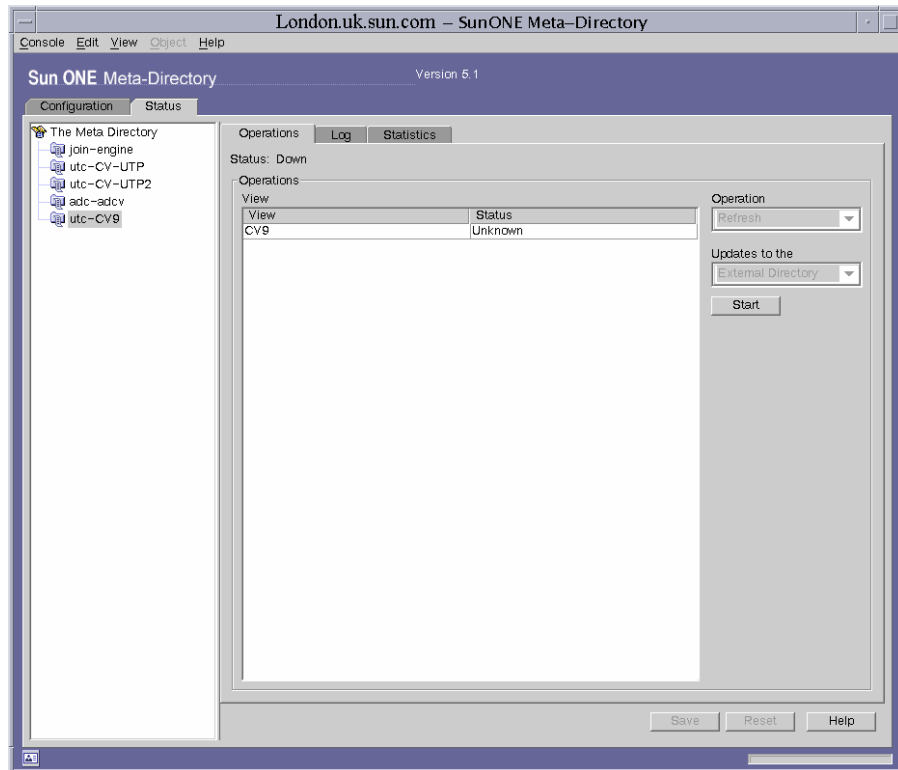 London.uk.sun.com – SunONE Meta–Directory
Console Edit View Object Help
Sun ONE Meta-Directory
Version 5.1
Configuration Status
The Meta Directory
join–engine
utc–CV–UTP
utc–CV–UTP2
adc–adcv
utc–CV9
Operations Log Statistics
Status: Down
Operations
View
View Status
CV9 Unknown
Operation
Refresh
Updates to the
External Directory
Start
Save Reset Help